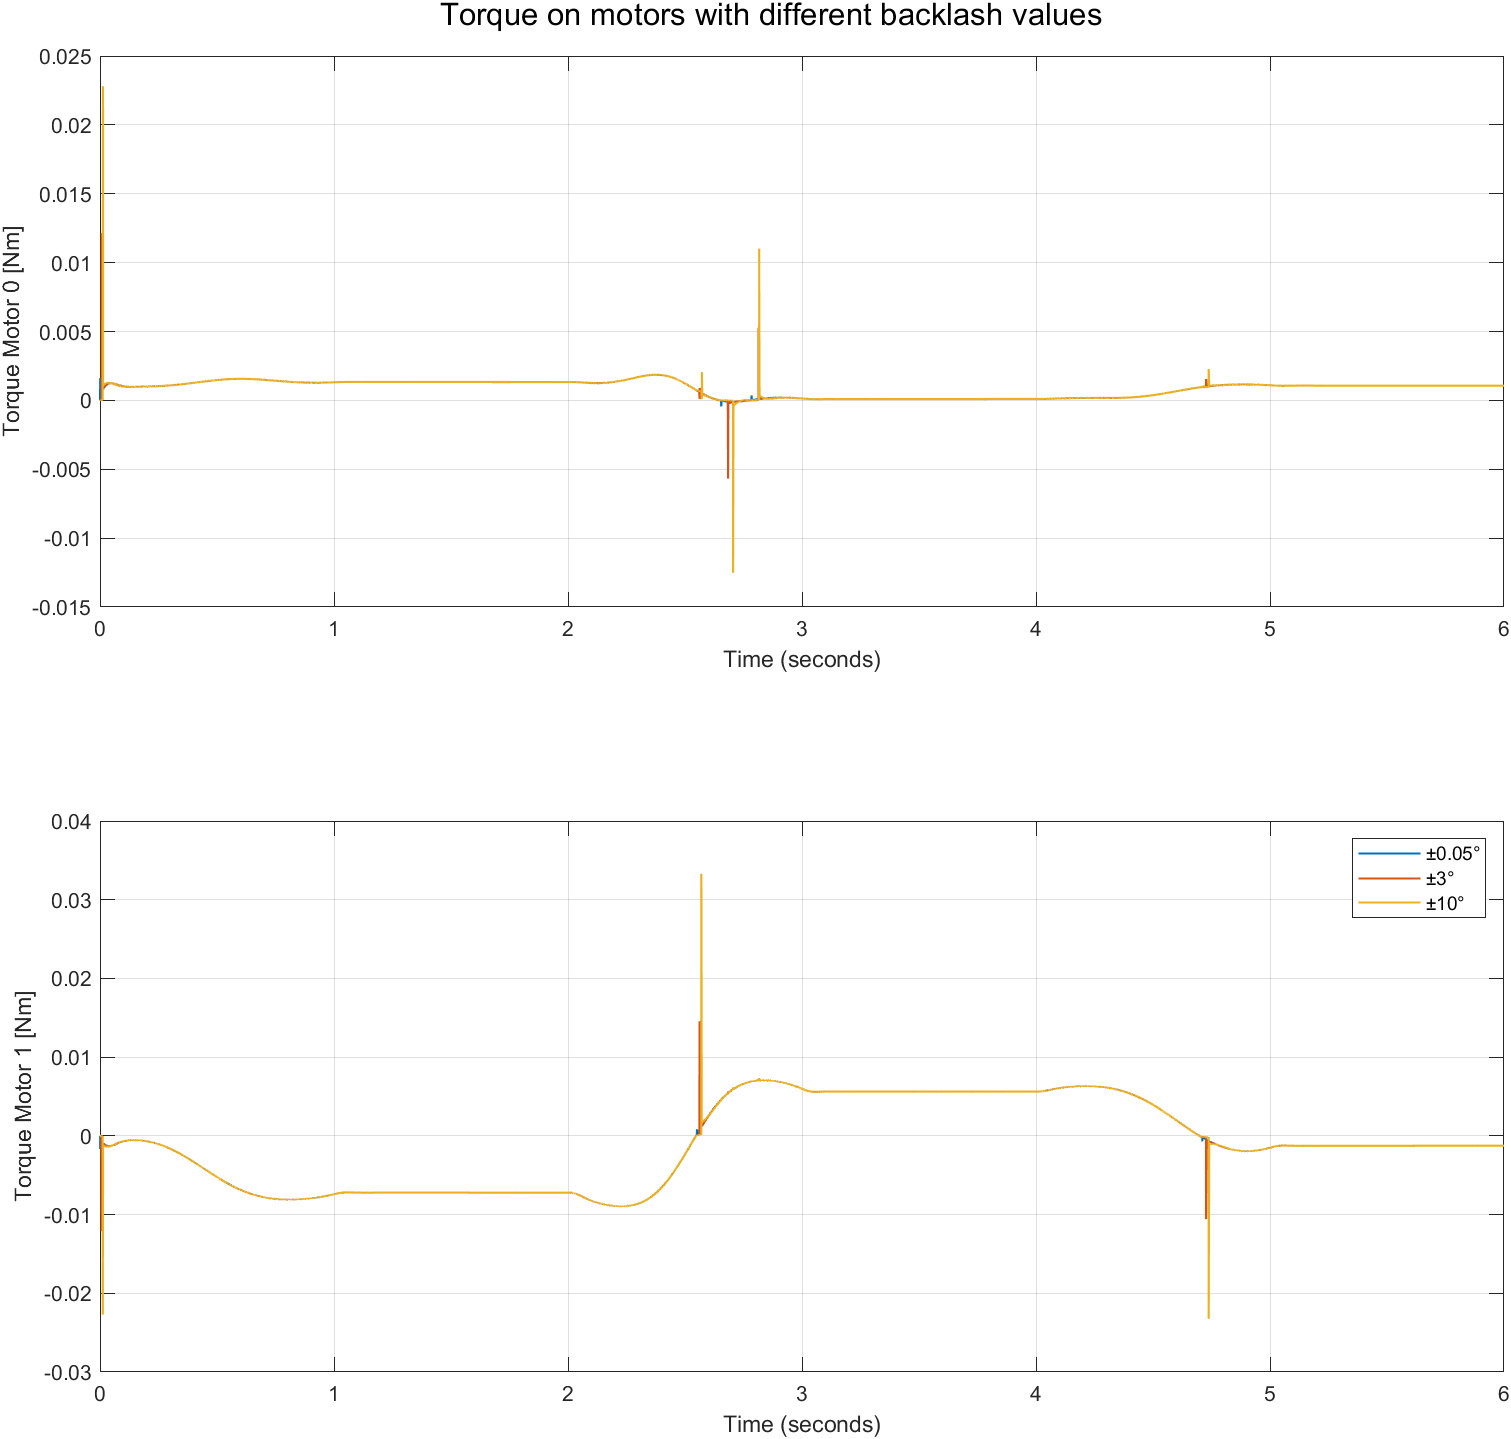 Torque on motors with different backlash values
Torque Motor 0 [Nm]
0.025
0.02
0.015
0.01
0.005
0
-0.005
-0.01
-0.015
0 1 2 3 4 5 6
Time (seconds)
Torque Motor 1 [Nm]
0.04
0.03
0.02
0.01
0
-0.01
-0.02
-0.03
±0.05°
±3°
±10°
0 1 2 3 4 5 6
Time (seconds)